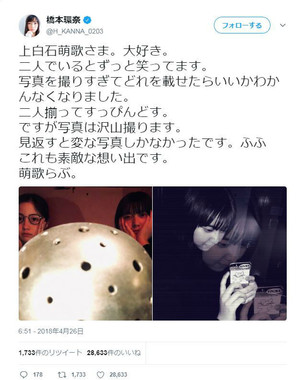 橋本環奈
@H_KANNA_0203
フォローする
上白石萌歌さま。大好き。
二人でいるとずっと笑ってます。
写真を撮りすぎてどれを載せたらいいかわか
んなくなりました。
二人揃ってすっぴんどす。
ですが写真は沢山撮ります。
見返すと変な写真しかなかったです。ふふ
これも素敵な想い出です。
萌歌らぶ。
6:51 - 2018年4月26日
1,733件のリツイート 28,633件のいいね
178 1,733 28,633